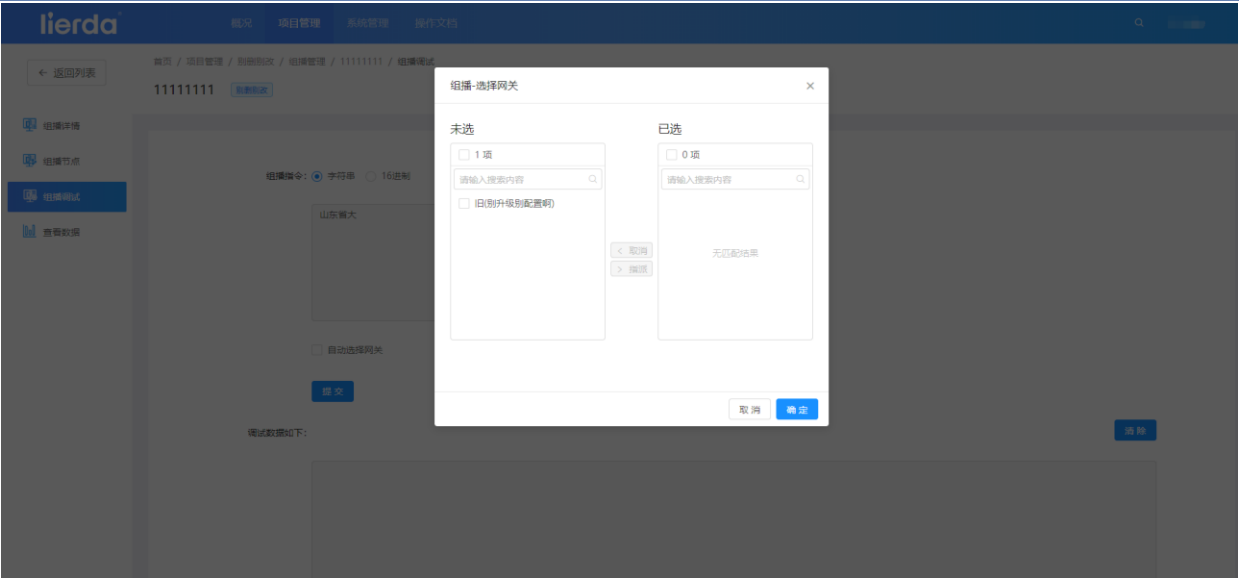 lierda
概况 项目管理 系统管理 操作文档
← 返回列表
首页 / 项目管理 / 别删别改 / 组播管理 / 11111111 / 组播调试
11111111 别删别改
组播详情
组播节点
组播调试
查看数据
组播指令: 字符串 16进制
山东省大
自动选择网关
提 交
调试数据如下:
清 除
组播-选择网关
未选
1 项
请输入搜索内容
旧(别升级别配置啊)
< 取消
>
已选
0 项
请输入搜索内容
无匹配结果
取 消 确 定